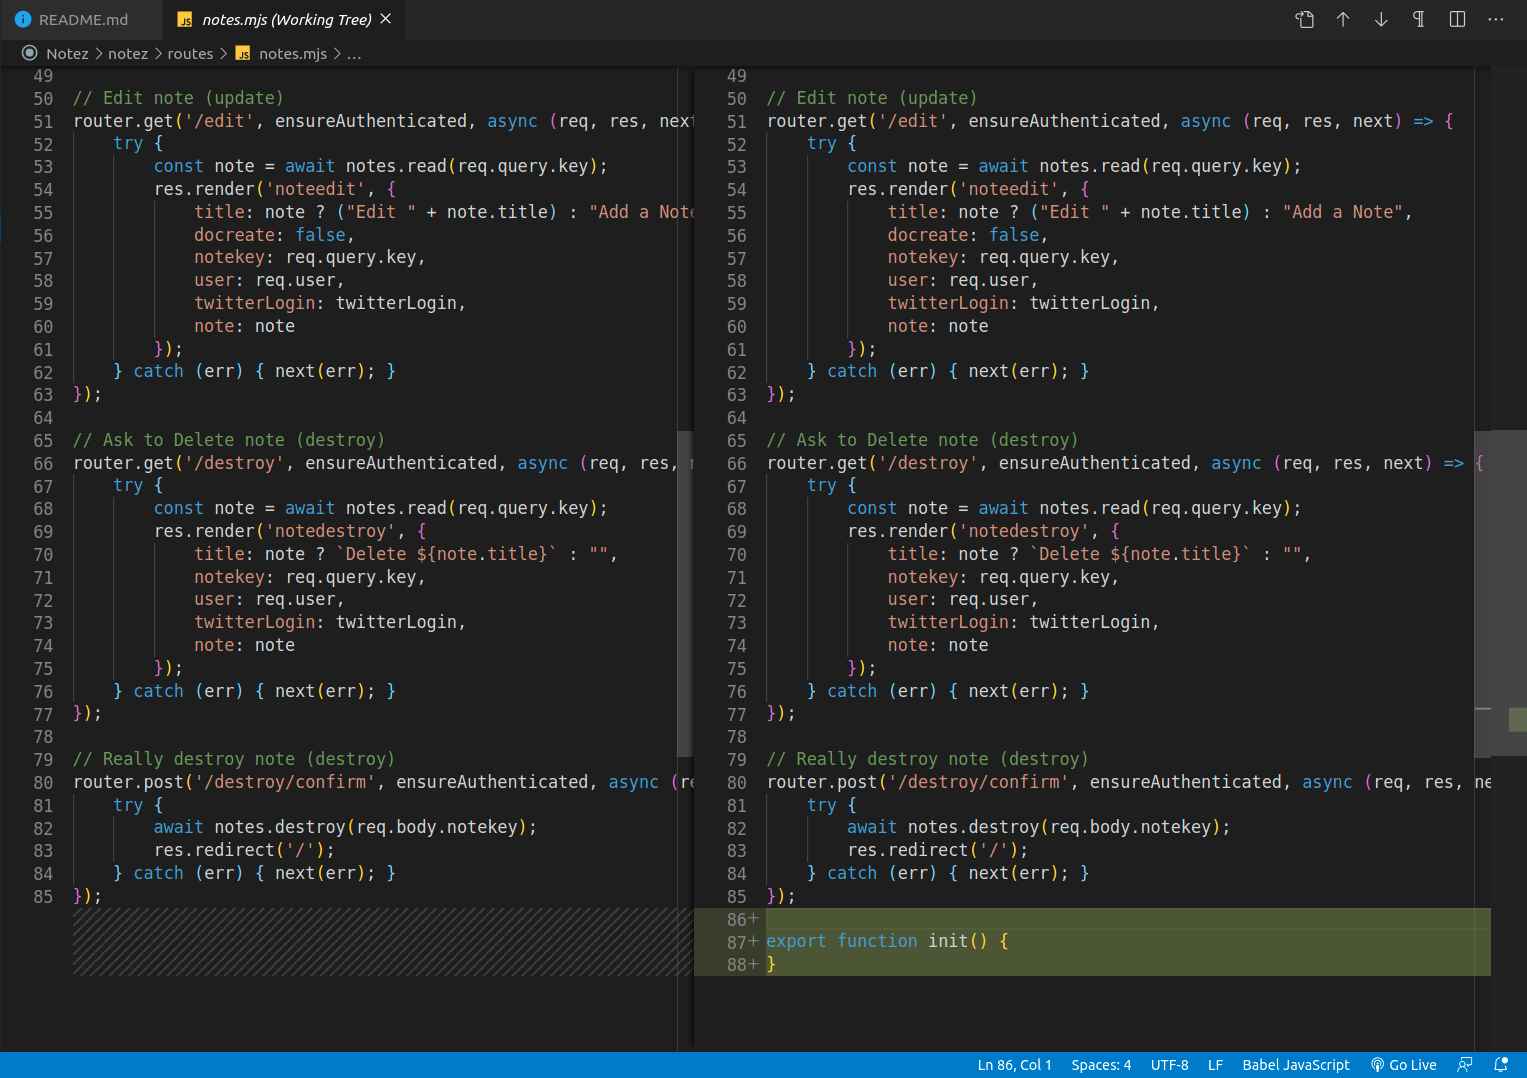 README.md
JS notes.mjs (Working Tree)
Notez > notez > routes > JS notes.mjs > ...
49
50 // Edit note (update)
51 router.get('/edit', ensureAuthenticated, async (req, res, next
52 try {
53 const note = await notes.read(req.query.key);
54 res.render('noteedit', {
55 title: note ? ("Edit " + note.title) : "Add a Note
56 docreate: false,
57 notekey: req.query.key,
58 user: req.user,
59 twitterLogin: twitterLogin,
60 note: note
61 });
62 } catch (err) { next(err); }
63 });
64
65 // Ask to Delete note (destroy)
66 router.get('/destroy', ensureAuthenticated, async (req, res,
67 try {
68 const note = await notes.read(req.query.key);
69 res.render('notedestroy', {
70 title: note ? `Delete ${note.title}` : "",
71 notekey: req.query.key,
72 user: req.user,
73 twitterLogin: twitterLogin,
74 note: note
75 });
76 } catch (err) { next(err); }
77 });
78
79 // Really destroy note (destroy)
80 router.post('/destroy/confirm', ensureAuthenticated, async (re
81 try {
82 await notes.destroy(req.body.notekey);
83 res.redirect('/');
84 } catch (err) { next(err); }
85 });
49
50 // Edit note (update)
51 router.get('/edit', ensureAuthenticated, async (req, res, next) => {
52 try {
53 const note = await notes.read(req.query.key);
54 res.render('noteedit', {
55 title: note ? ("Edit " + note.title) : "Add a Note",
56 docreate: false,
57 notekey: req.query.key,
58 user: req.user,
59 twitterLogin: twitterLogin,
60 note: note
61 });
62 } catch (err) { next(err); }
63 });
64
65 // Ask to Delete note (destroy)
66 router.get('/destroy', ensureAuthenticated, async (req, res, next) => {
67 try {
68 const note = await notes.read(req.query.key);
69 res.render('notedestroy', {
70 title: note ? `Delete ${note.title}` : "",
71 notekey: req.query.key,
72 user: req.user,
73 twitterLogin: twitterLogin,
74 note: note
75 });
76 } catch (err) { next(err); }
77 });
78
79 // Really destroy note (destroy)
80 router.post('/destroy/confirm', ensureAuthenticated, async (req, res, ne
81 try {
82 await notes.destroy(req.body.notekey);
83 res.redirect('/');
84 } catch (err) { next(err); }
85 });
86+
87+ export function init() {
88+ }
Ln 86, Col 1 Spaces: 4 UTF-8 LF Babel JavaScript Go Live